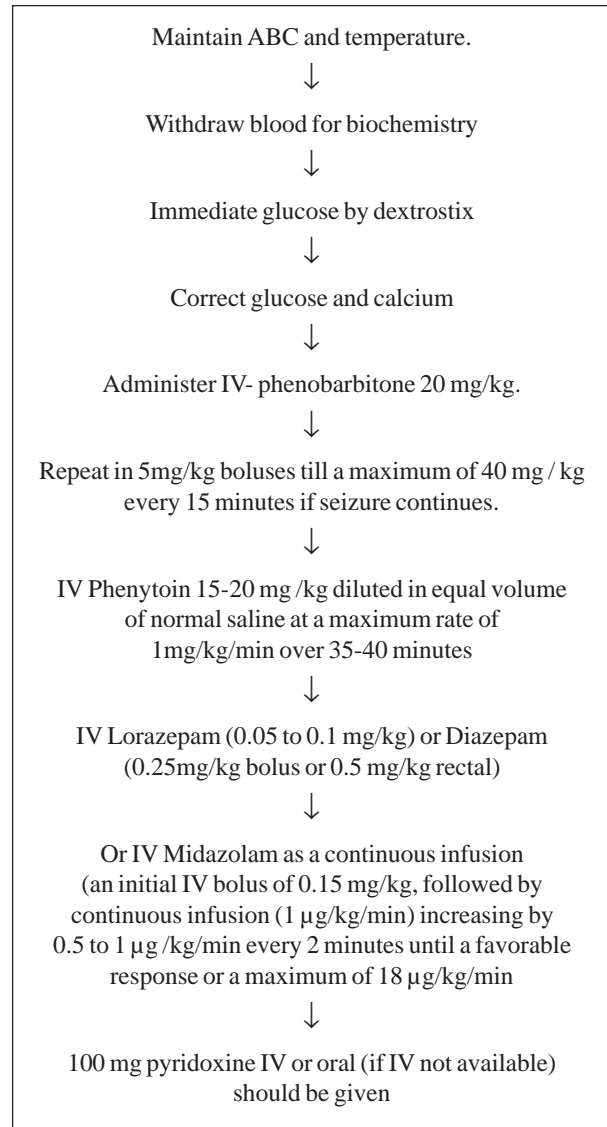 Maintain ABC and temperature.
↓
Withdraw blood for biochemistry
↓
Immediate glucose by dextrostix
↓
Correct glucose and calcium
↓
Administer IV- phenobarbitone 20 mg/kg.
↓
Repeat in 5mg/kg boluses till a maximum of 40 mg / kg
every 15 minutes if seizure continues.
↓
IV Phenytoin 15-20 mg /kg diluted in equal volume
of normal saline at a maximum rate of
1mg/kg/min over 35-40 minutes
↓
IV Lorazepam (0.05 to 0.1 mg/kg) or Diazepam
(0.25mg/kg bolus or 0.5 mg/kg rectal)
↓
Or IV Midazolam as a continuous infusion
(an initial IV bolus of 0.15 mg/kg, followed by
continuous infusion (1 µg/kg/min) increasing by
0.5 to 1 µg /kg/min every 2 minutes until a favorable
response or a maximum of 18 µg/kg/min
↓
100 mg pyridoxine IV or oral (if IV not available)
should be given